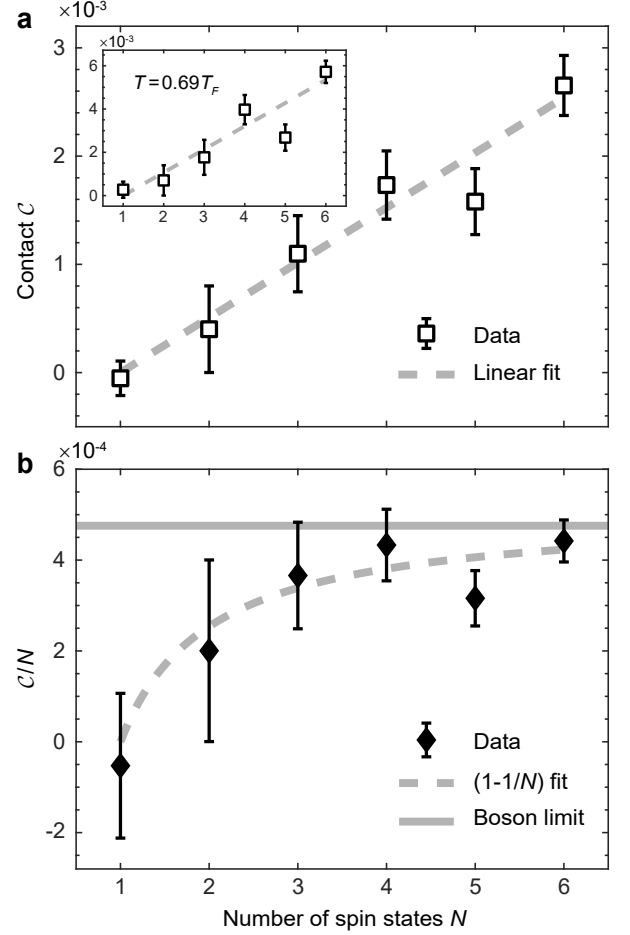 a
×10⁻³
3
2
1
0
Contact C
×10⁻³
T=0.69T_F
6
4
2
0
1 2 3 4 5 6
Data
Linear fit
b
×10⁻⁴
6
4
2
0
-2
C/N
Data
(1-1/N) fit
Boson limit
1 2 3 4 5 6
Number of spin states N